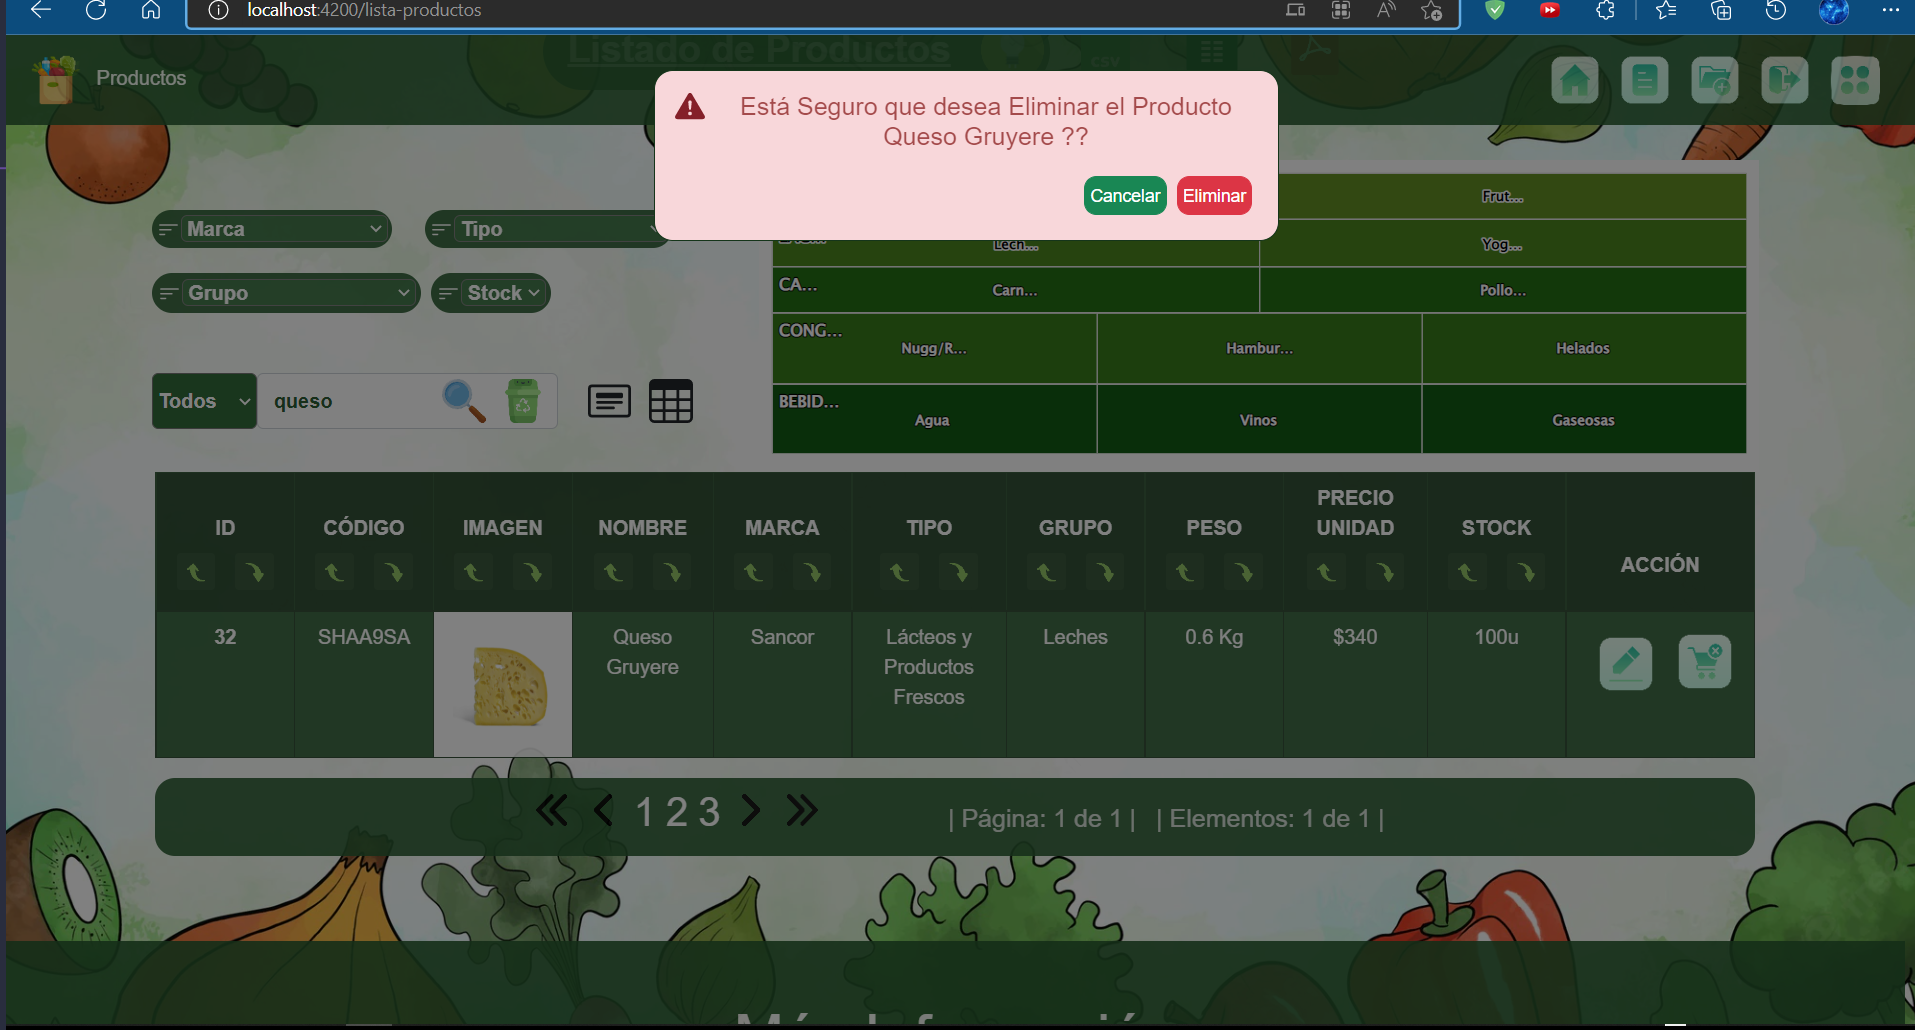 localhost:4200/lista-productos
Listado de Productos
Productos
CSV
Está Seguro que desea Eliminar el Producto
Queso Gruyere ??
Cancelar
Eliminar
Marca
Tipo
Grupo
Stock
Todos
queso
Frut...
Lech...
Yog...
CA...
Carn...
Pollo...
CONG...
Nugg/R...
Hambur...
Helados
BEBID...
Agua
Vinos
Gaseosas
ID
CÓDIGO
IMAGEN
NOMBRE
MARCA
TIPO
GRUPO
PESO
PRECIO
UNIDAD
STOCK
ACCIÓN
32
SHAA9SA
Queso
Gruyere
Sancor
Lácteos y
Productos
Frescos
Leches
0.6 Kg
$340
100u
1 2 3
| Página: 1 de 1 | | Elementos: 1 de 1 |